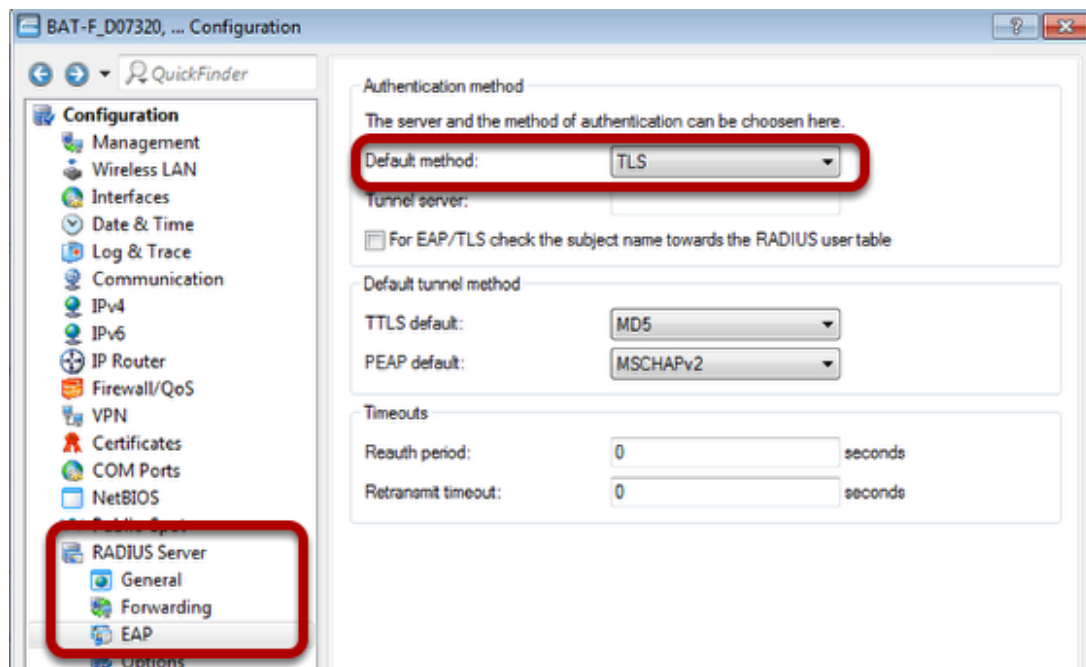 BAT-F_D07320, ... Configuration
QuickFinder
Configuration
Management
Wireless LAN
Interfaces
Date & Time
Log & Trace
Communication
IPv4
IPv6
IP Router
Firewall/QoS
VPN
Certificates
COM Ports
NetBIOS
Public Spot
RADIUS Server
General
Forwarding
EAP
Options
Authentication method
The server and the method of authentication can be choosen here.
Default method: TLS
Tunnel server:
For EAP/TLS check the subject name towards the RADIUS user table
Default tunnel method
TTLS default: MD5
PEAP default: MSCHAPv2
Timeouts
Reauth period: 0 seconds
Retransmit timeout: 0 seconds